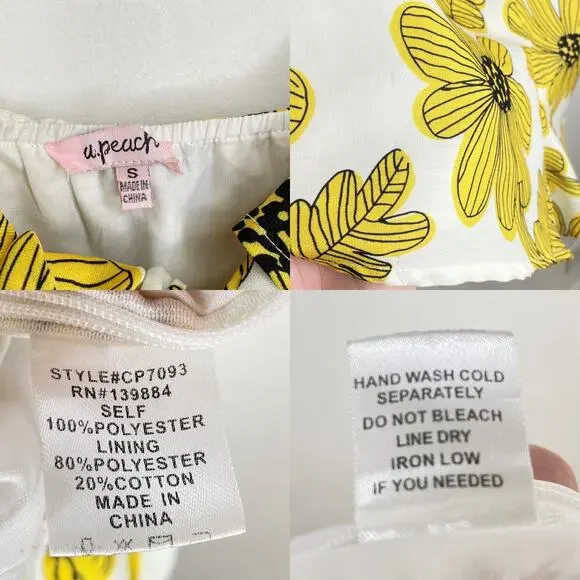 u.peach
S
MADE IN
CHINA
STYLE#CP7093
RN#139884
SELF
100%POLYESTER
LINING
80%POLYESTER
20%COTTON
MADE IN
CHINA
HAND WASH COLD
SEPARATELY
DO NOT BLEACH
LINE DRY
IRON LOW
IF YOU NEEDED